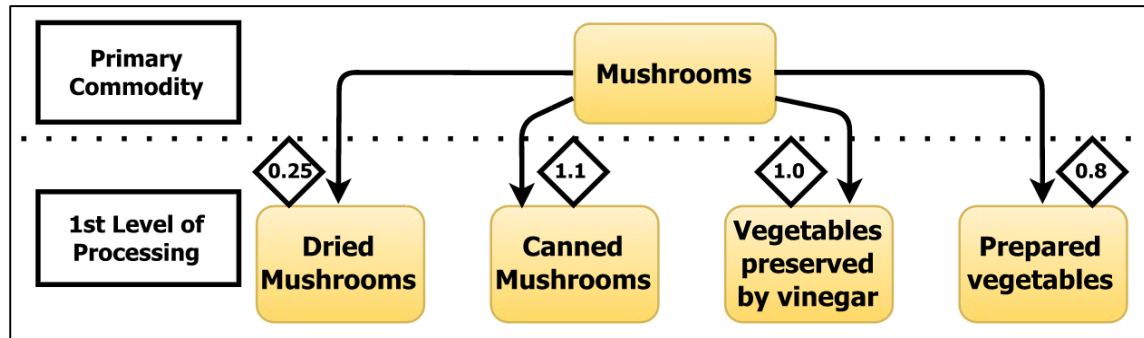 Primary
Commodity
Mushrooms
0.25
1.1
1.0
0.8
1st Level of
Processing
Dried
Mushrooms
Canned
Mushrooms
Vegetables
preserved
by vinegar
Prepared
vegetables